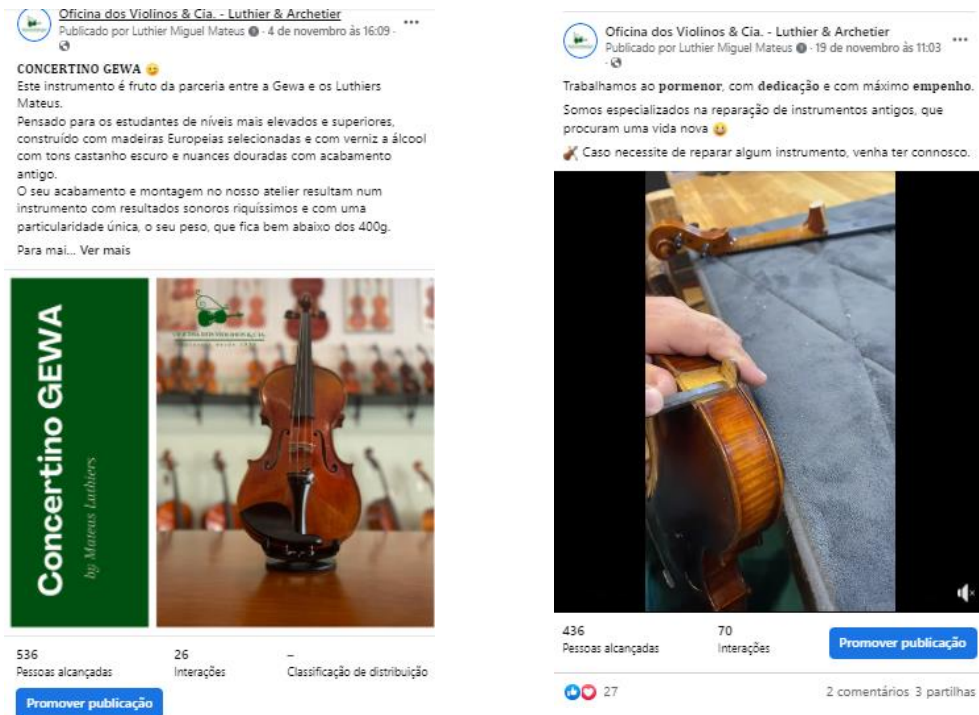 Oficina dos Violinos & Cia. - Luthier & Archetier
Publicado por Luthier Miguel Mateus · 4 de novembro às 16:09 ·
CONCERTINO GEWA 😊
Este instrumento é fruto da parceria entre a Gewa e os Luthiers
Mateus.
Pensado para os estudantes de níveis mais elevados e superiores,
construído com madeiras Europeias selecionadas e com verniz a álcool
com tons castanho escuro e nuances douradas com acabamento
antigo.
O seu acabamento e montagem no nosso atelier resultam num
instrumento com resultados sonoros riquíssimos e com uma
particularidade única, o seu peso, que fica bem abaixo dos 400g.
Para mai... Ver mais
Concertino GEWA
by Mateus Luthiers
OFICINA DOS VIOLINOS & CIA.
536
Pessoas alcançadas
26
Interações
–
Classificação de distribuição
Promover publicação
Oficina dos Violinos & Cia. - Luthier & Archetier
Publicado por Luthier Miguel Mateus · 19 de novembro às 11:03
·
Trabalhamos ao pormenor, com dedicação e com máximo empenho.
Somos especializados na reparação de instrumentos antigos, que
procuram uma vida nova 😃
🎻 Caso necessite de reparar algum instrumento, venha ter connosco.
436
Pessoas alcançadas
70
Interações
Promover publicação
27
2 comentários 3 partilhas